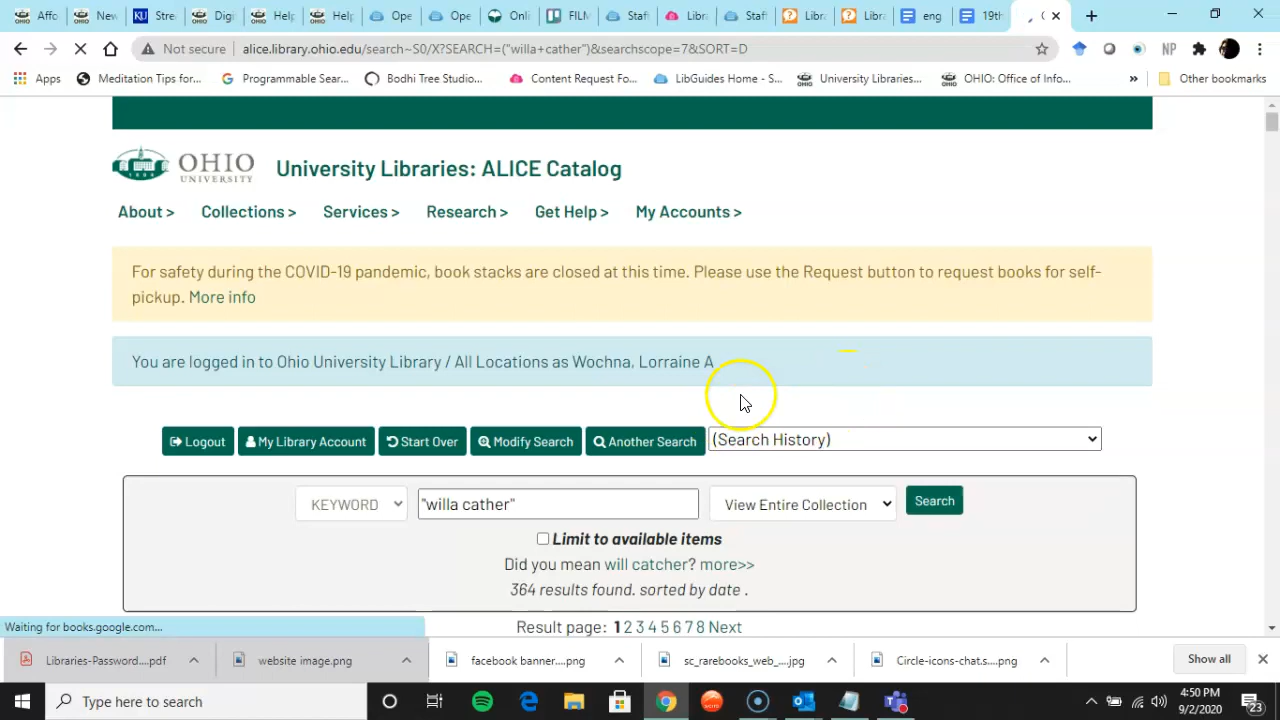 Affo
New
Stre
Digi
Help
Help
Ope
Ope
Onli
FILN
Staff
Libra
Staff
Libra
Libra
eng
19th
Not secure
alice.library.ohio.edu/search~S0/X?SEARCH=("willa+cather")&searchscope=7&SORT=D
NP
Apps
Meditation Tips for...
Programmable Sear...
Bodhi Tree Studio...
Content Request Fo...
LibGuides Home - S...
University Libraries...
OHIO: Office of Info...
»
Other bookmarks
OHIO
UNIVERSITY
University Libraries: ALICE Catalog
About >
Collections >
Services >
Research >
Get Help >
My Accounts >
For safety during the COVID-19 pandemic, book stacks are closed at this time. Please use the Request button to request books for self-
pickup. More info
You are logged in to Ohio University Library / All Locations as Wochna, Lorraine A
Logout
My Library Account
Start Over
Modify Search
Another Search
(Search History)
KEYWORD
"willa cather"
View Entire Collection
Search
Limit to available items
Did you mean will catcher? more>>
364 results found. sorted by date .
Result page: 1 2 3 4 5 6 7 8 Next
Waiting for books.google.com...
Libraries-Password....pdf
website image.png
facebook banner....png
sc_rarebooks_web_....jpg
Circle-icons-chat.s....png
Show all
Type here to search
4:50 PM
9/2/2020
23